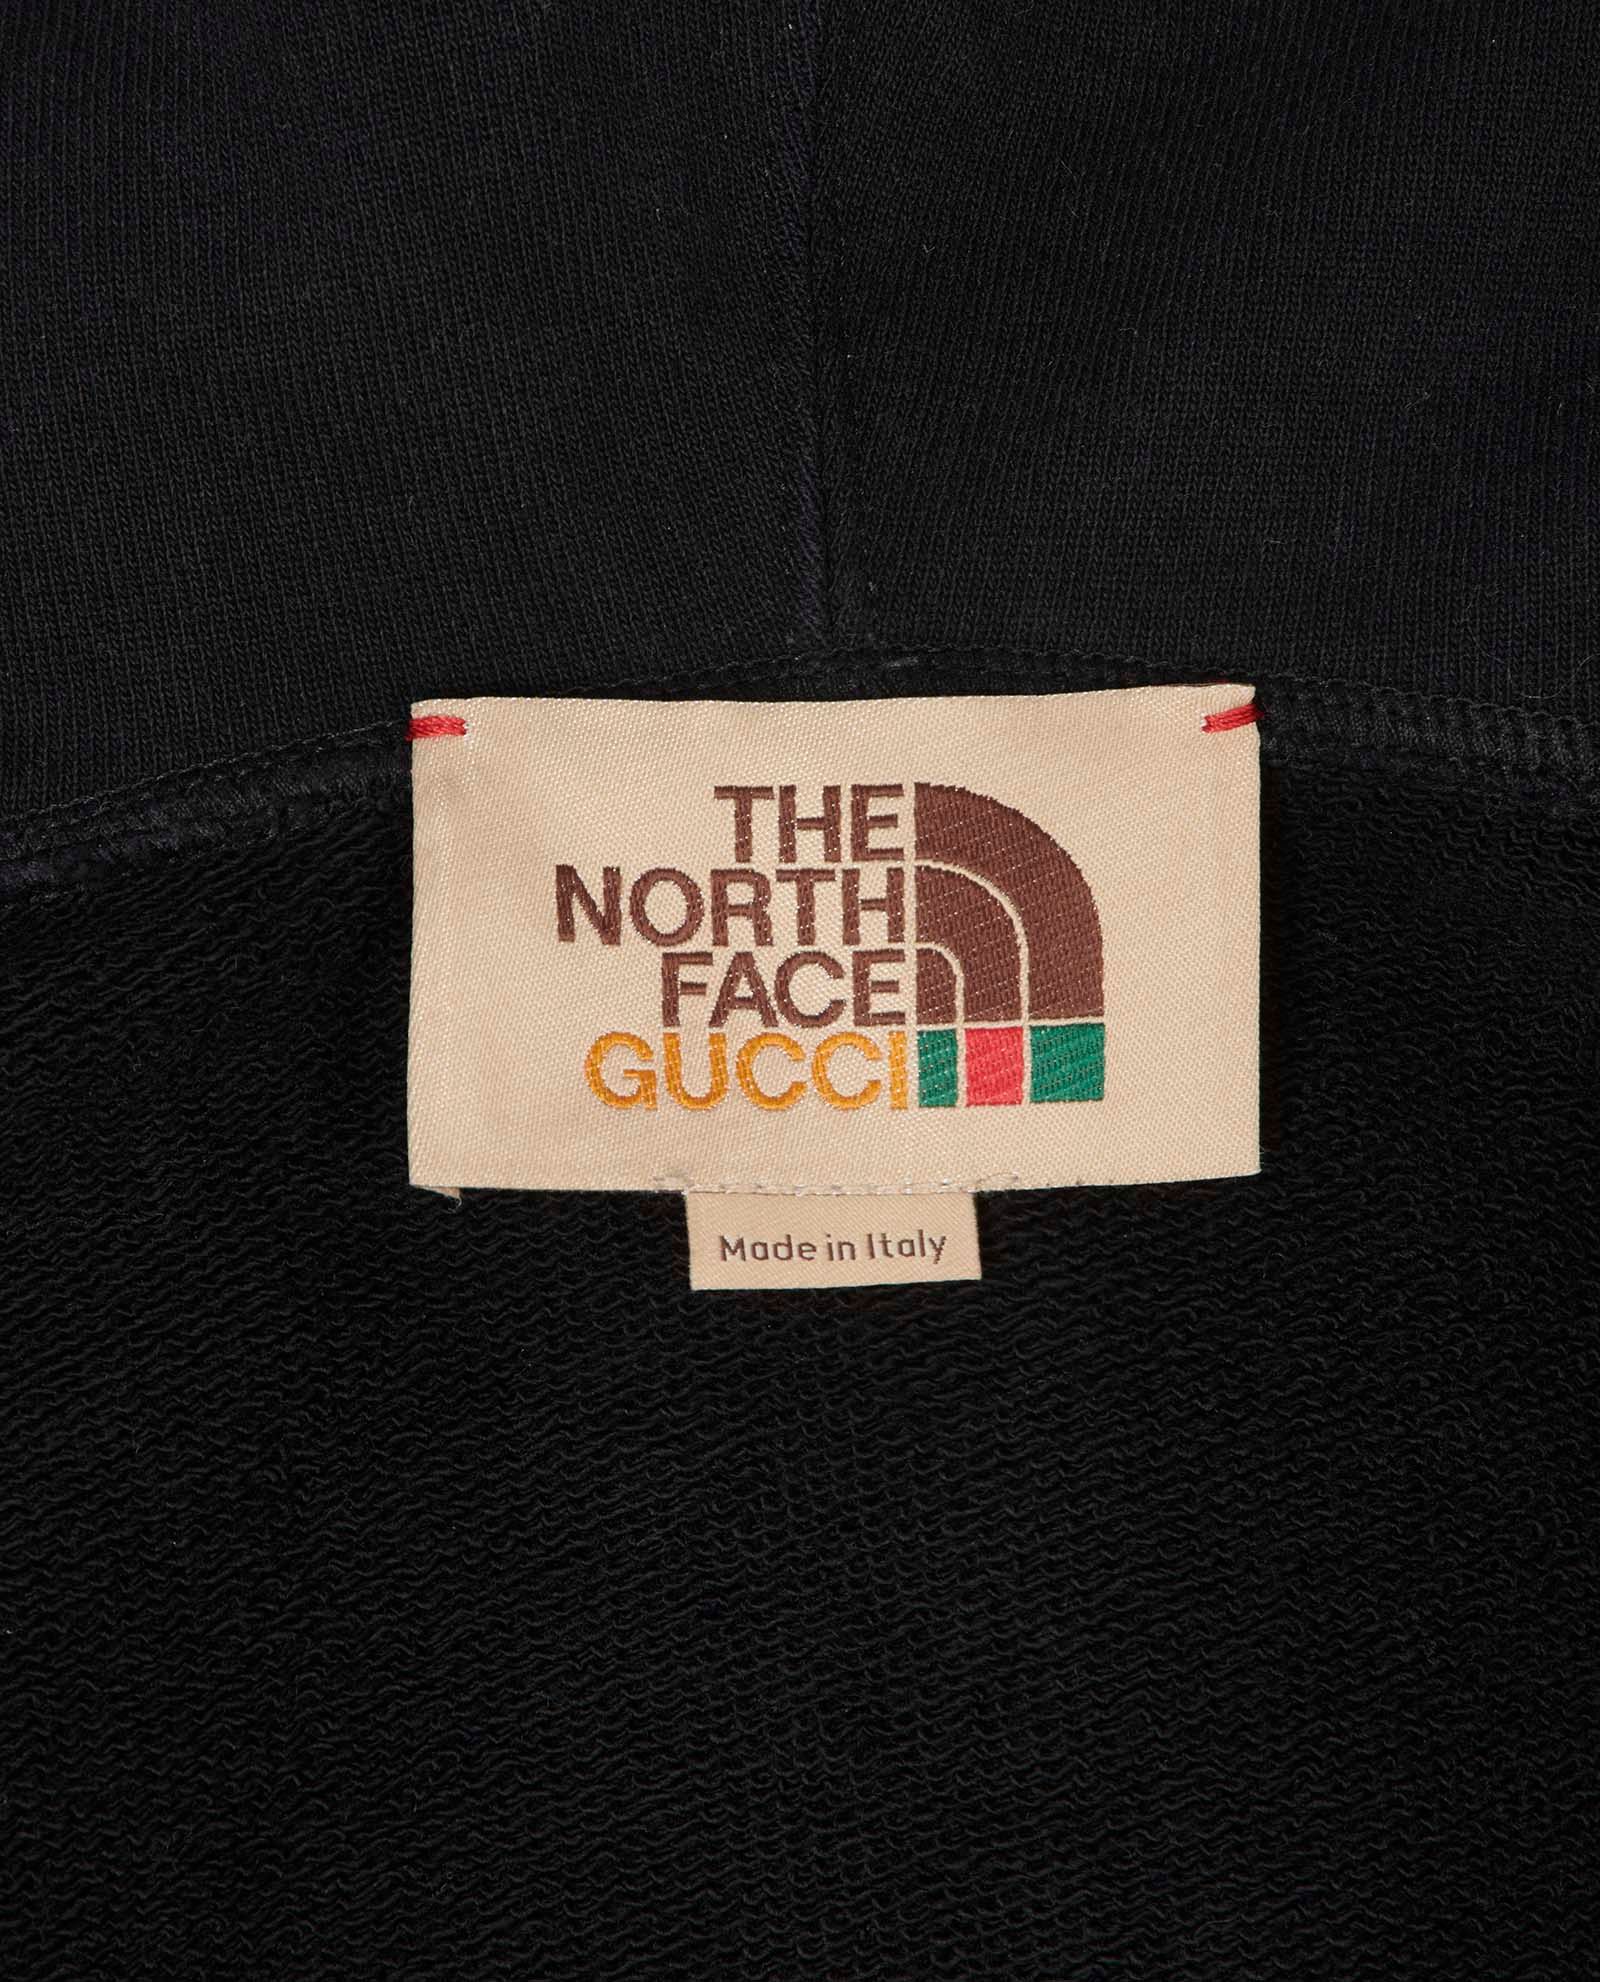 THE
NORTH
FACE
GUCCI
Made in Italy